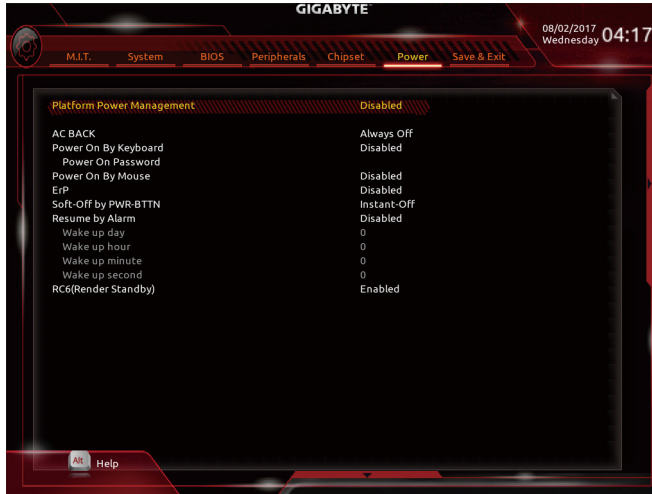 GIGABYTE
08/02/2017
Wednesday 04:17
M.I.T. System BIOS Peripherals Chipset Power Save & Exit
Platform Power Management Disabled
AC BACK Always Off
Power On By Keyboard Disabled
Power On Password
Power On By Mouse Disabled
ErP Disabled
Soft-Off by PWR-BTTN Instant-Off
Resume by Alarm Disabled
Wake up day 0
Wake up hour 0
Wake up minute 0
Wake up second 0
RC6(Render Standby) Enabled
Alt Help